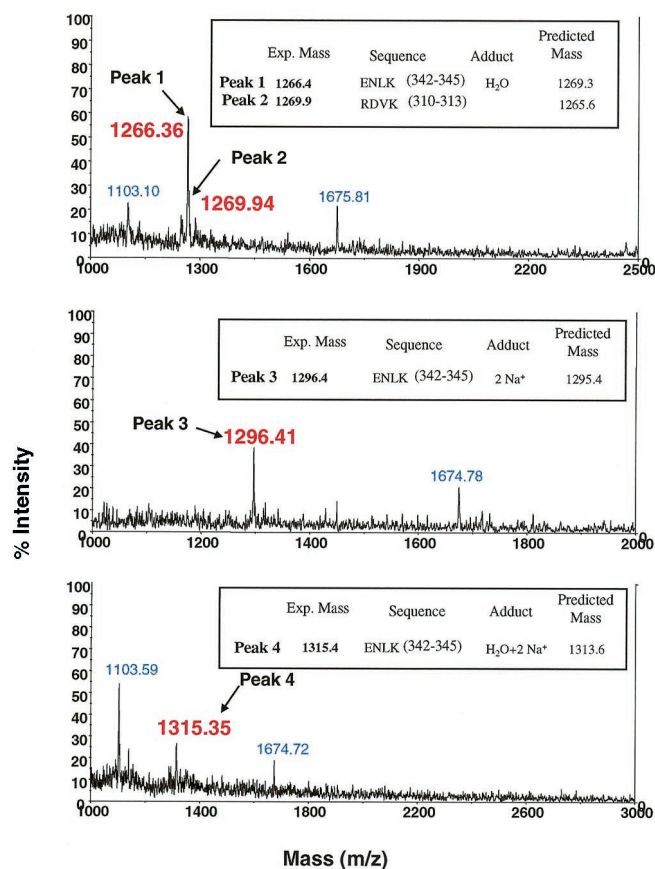 % Intensity
100
90
80
70
60
50
40
30
20
10
0
Exp. Mass Sequence Adduct Predicted Mass
Peak 1 1266.4 ENLK (342-345) H₂O 1269.3
Peak 2 1269.9 RDVK (310-313) 1265.6
Peak 1
1266.36
Peak 2
1269.94
1103.10
1675.81
1000 1300 1600 1900 2200 2500
0
100
90
80
70
60
50
40
30
20
10
0
Exp. Mass Sequence Adduct Predicted Mass
Peak 3 1296.4 ENLK (342-345) 2 Na⁺ 1295.4
Peak 3
1296.41
1674.78
1000 1200 1400 1600 1800 2000
0
100
90
80
70
60
50
40
30
20
10
0
Exp. Mass Sequence Adduct Predicted Mass
Peak 4 1315.4 ENLK (342-345) H₂O+2 Na⁺ 1313.6
1103.59
Peak 4
1315.35
1674.72
1000 1400 1800 2200 2600 3000
0
Mass (m/z)